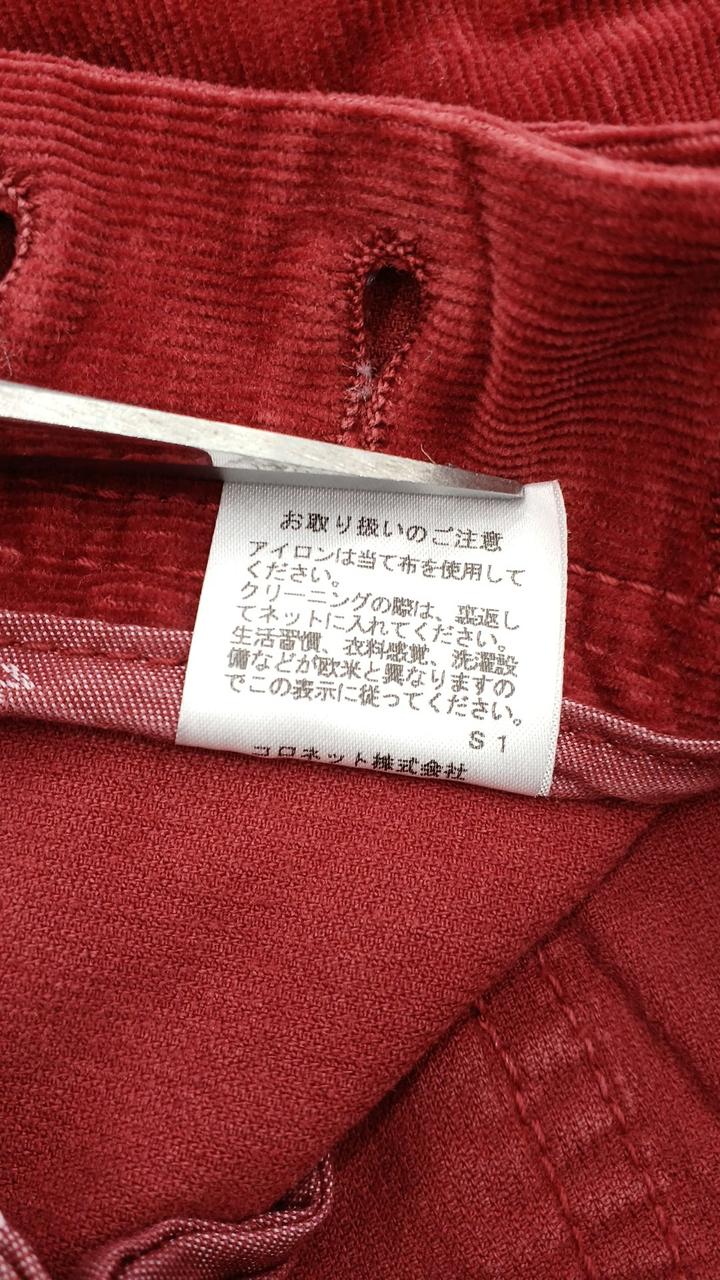 お取り扱いのご注意
アイロンは当て布を使用して
ください。
クリーニングの際は、裏返し
てネットに入れてください。
生活習慣、衣料感覚、洗濯設
備などが欧米と異なりますの
でこの表示に従ってください。
S 1
コロネット株式会社